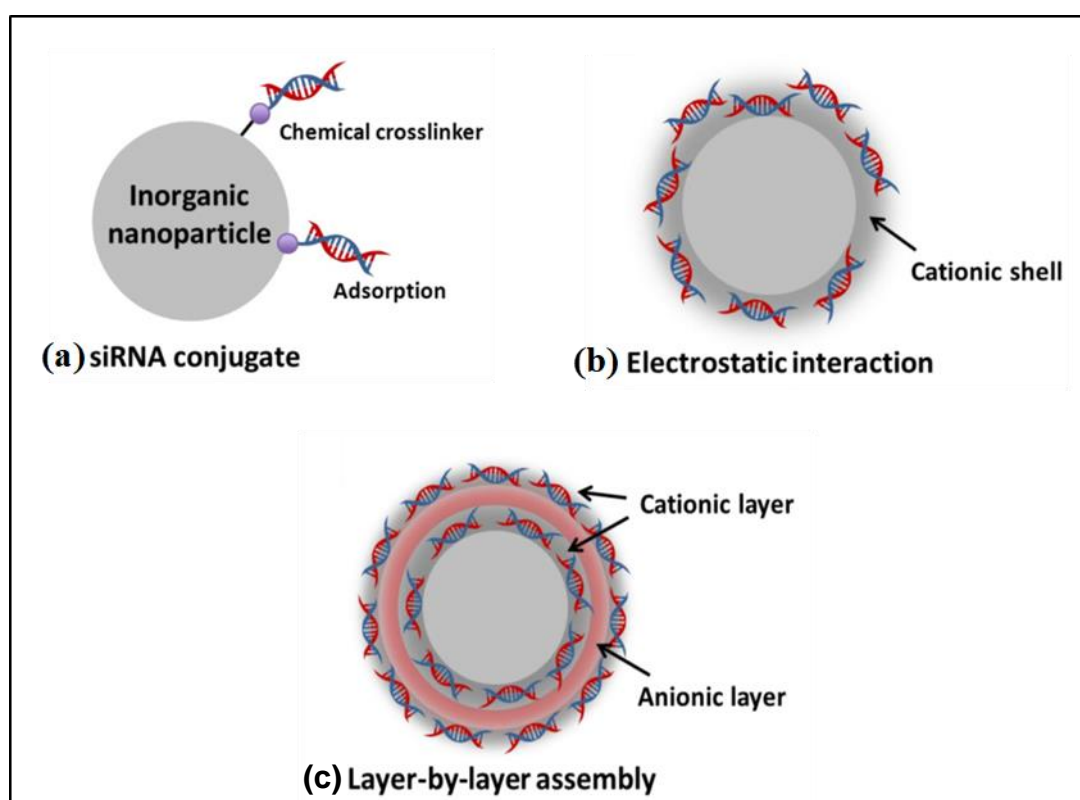 Chemical crosslinker
Inorganic
nanoparticle
Adsorption
(a) siRNA conjugate
Cationic shell
(b) Electrostatic interaction
Cationic layer
Anionic layer
(c) Layer-by-layer assembly